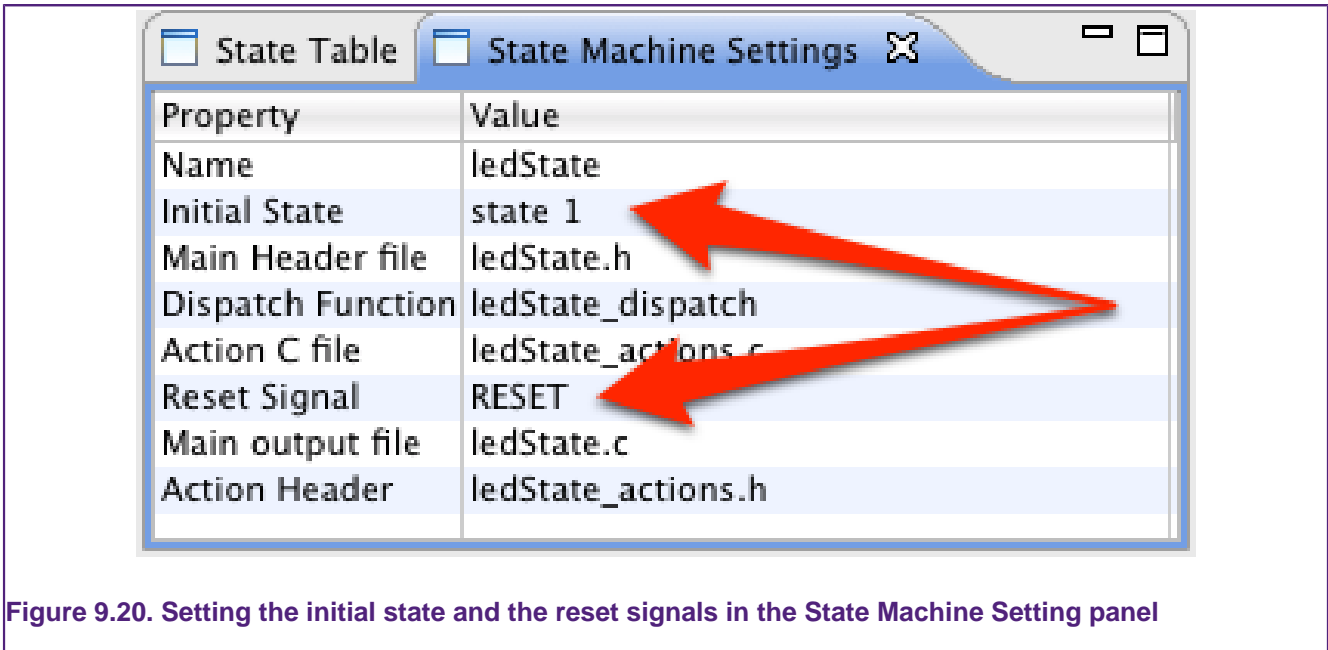 State Table State Machine Settings
Property Value
Name ledState
Initial State state 1
Main Header file ledState.h
Dispatch Function ledState_dispatch
Action C file ledState_actions.c
Reset Signal RESET
Main output file ledState.c
Action Header ledState_actions.h
Figure 9.20. Setting the initial state and the reset signals in the State Machine Setting panel